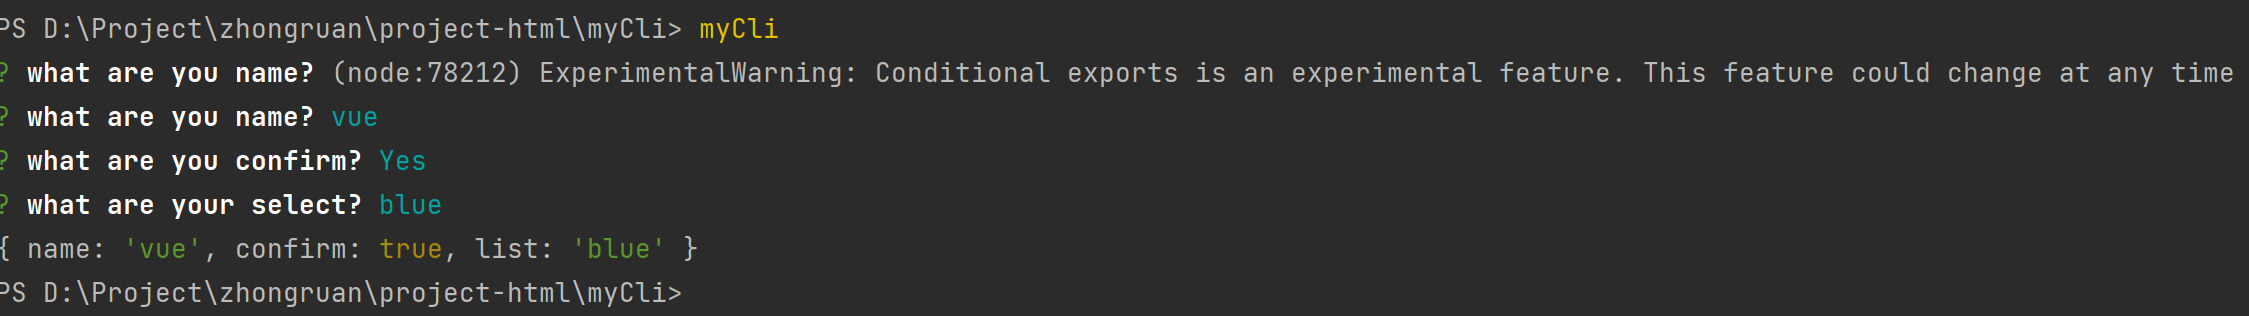 PS D:\Project\zhongruan\project-html\myCli> myCli
? what are you name? (node:78212) ExperimentalWarning: Conditional exports is an experimental feature. This feature could change at any time
? what are you name? vue
? what are you confirm? Yes
? what are your select? blue
{ name: 'vue', confirm: true, list: 'blue' }
PS D:\Project\zhongruan\project-html\myCli>